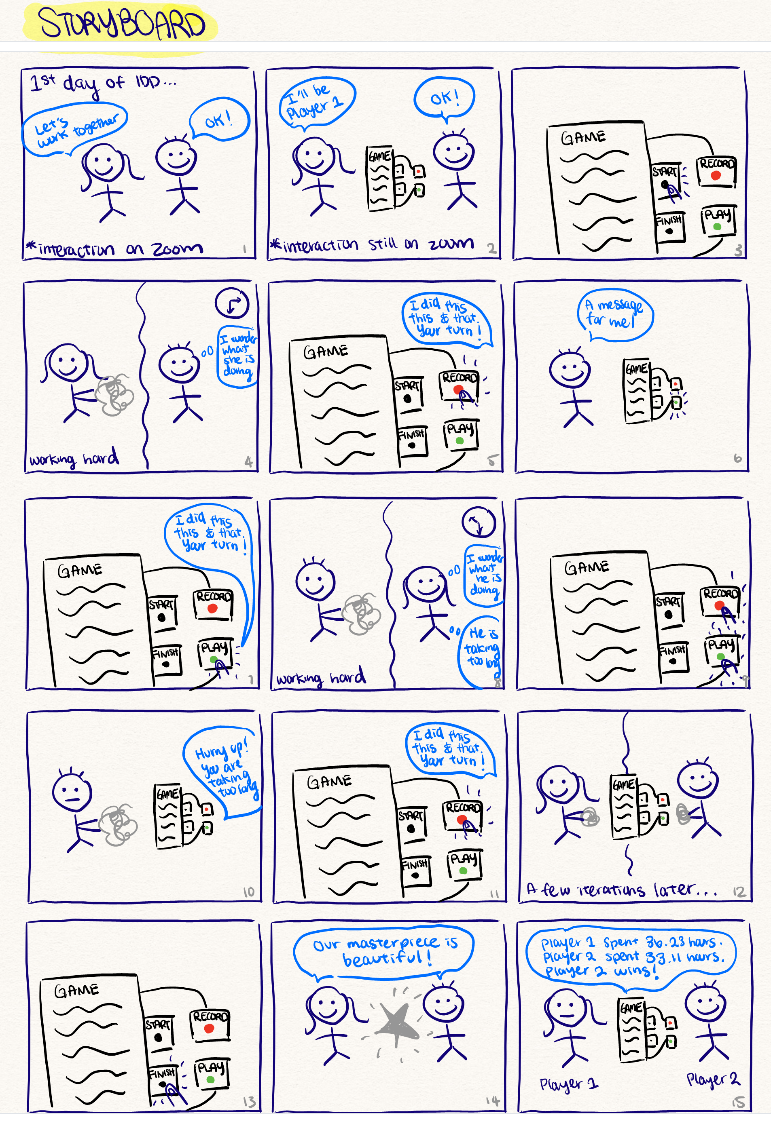 STORYBOARD
1st day of IDD...
Let's
work together
OK!
*interaction on zoom
1
I'll be
Player 1
OK!
GAME
*interaction still on zoom
2
GAME
START
RECORD
FINISH
PLAY
3
I wonder
what
she is
doing
working hard
4
I did this
this & that.
Your turn!
GAME
START
RECORD
FINISH
PLAY
5
A message
for me!
GAME
6
I did this
this & that.
Your turn!
GAME
START
RECORD
FINISH
PLAY
7
I wonder
what
he is
doing
He is
taking
too long
working hard
8
GAME
START
RECORD
FINISH
PLAY
9
Hurry up!
you are
taking
too long
GAME
10
I did this
this & that.
Your turn!
GAME
START
RECORD
FINISH
PLAY
11
GAME
A few iterations later...
12
GAME
START
RECORD
FINISH
PLAY
13
Our masterpiece is
beautiful!
14
Player 1 spent 36.23 hours.
Player 2 spent 33.11 hours.
Player 2 wins!
GAME
Player 1
Player 2
15